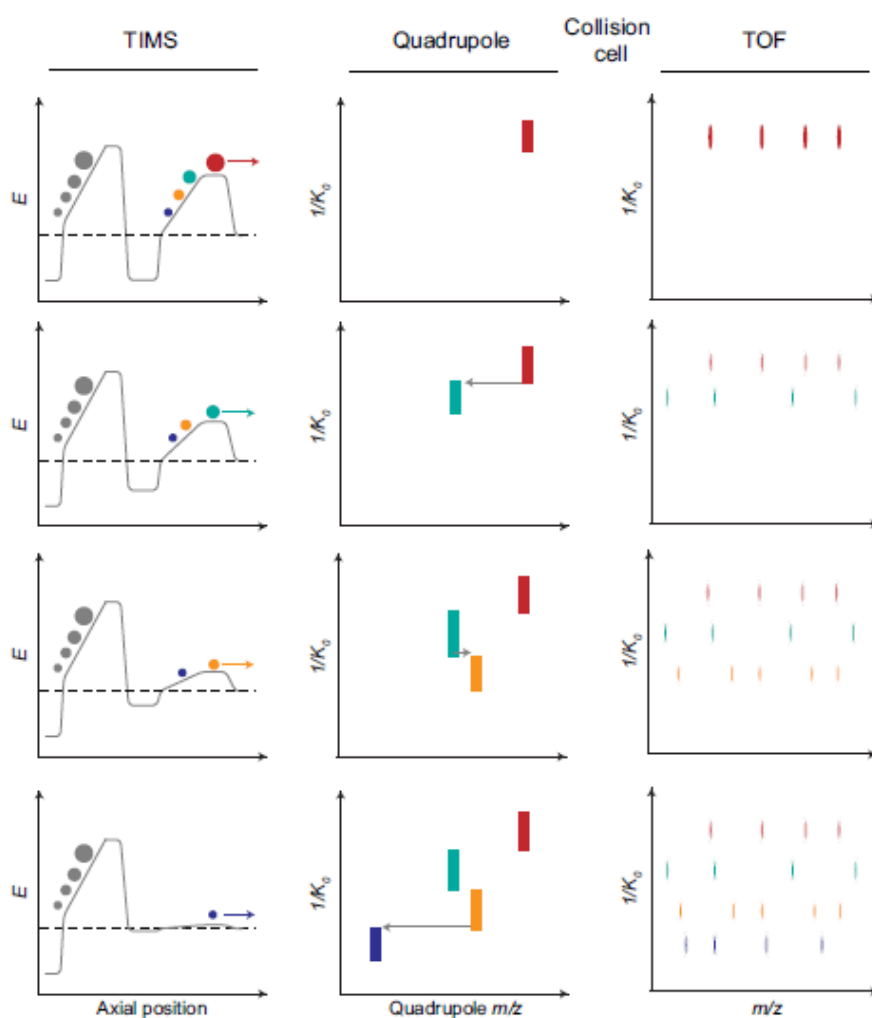 TIMS
Quadrupole
Collision
cell
TOF
E
1/K₀
1/K₀
E
1/K₀
1/K₀
E
1/K₀
1/K₀
E
1/K₀
1/K₀
Axial position
Quadrupole m/z
m/z